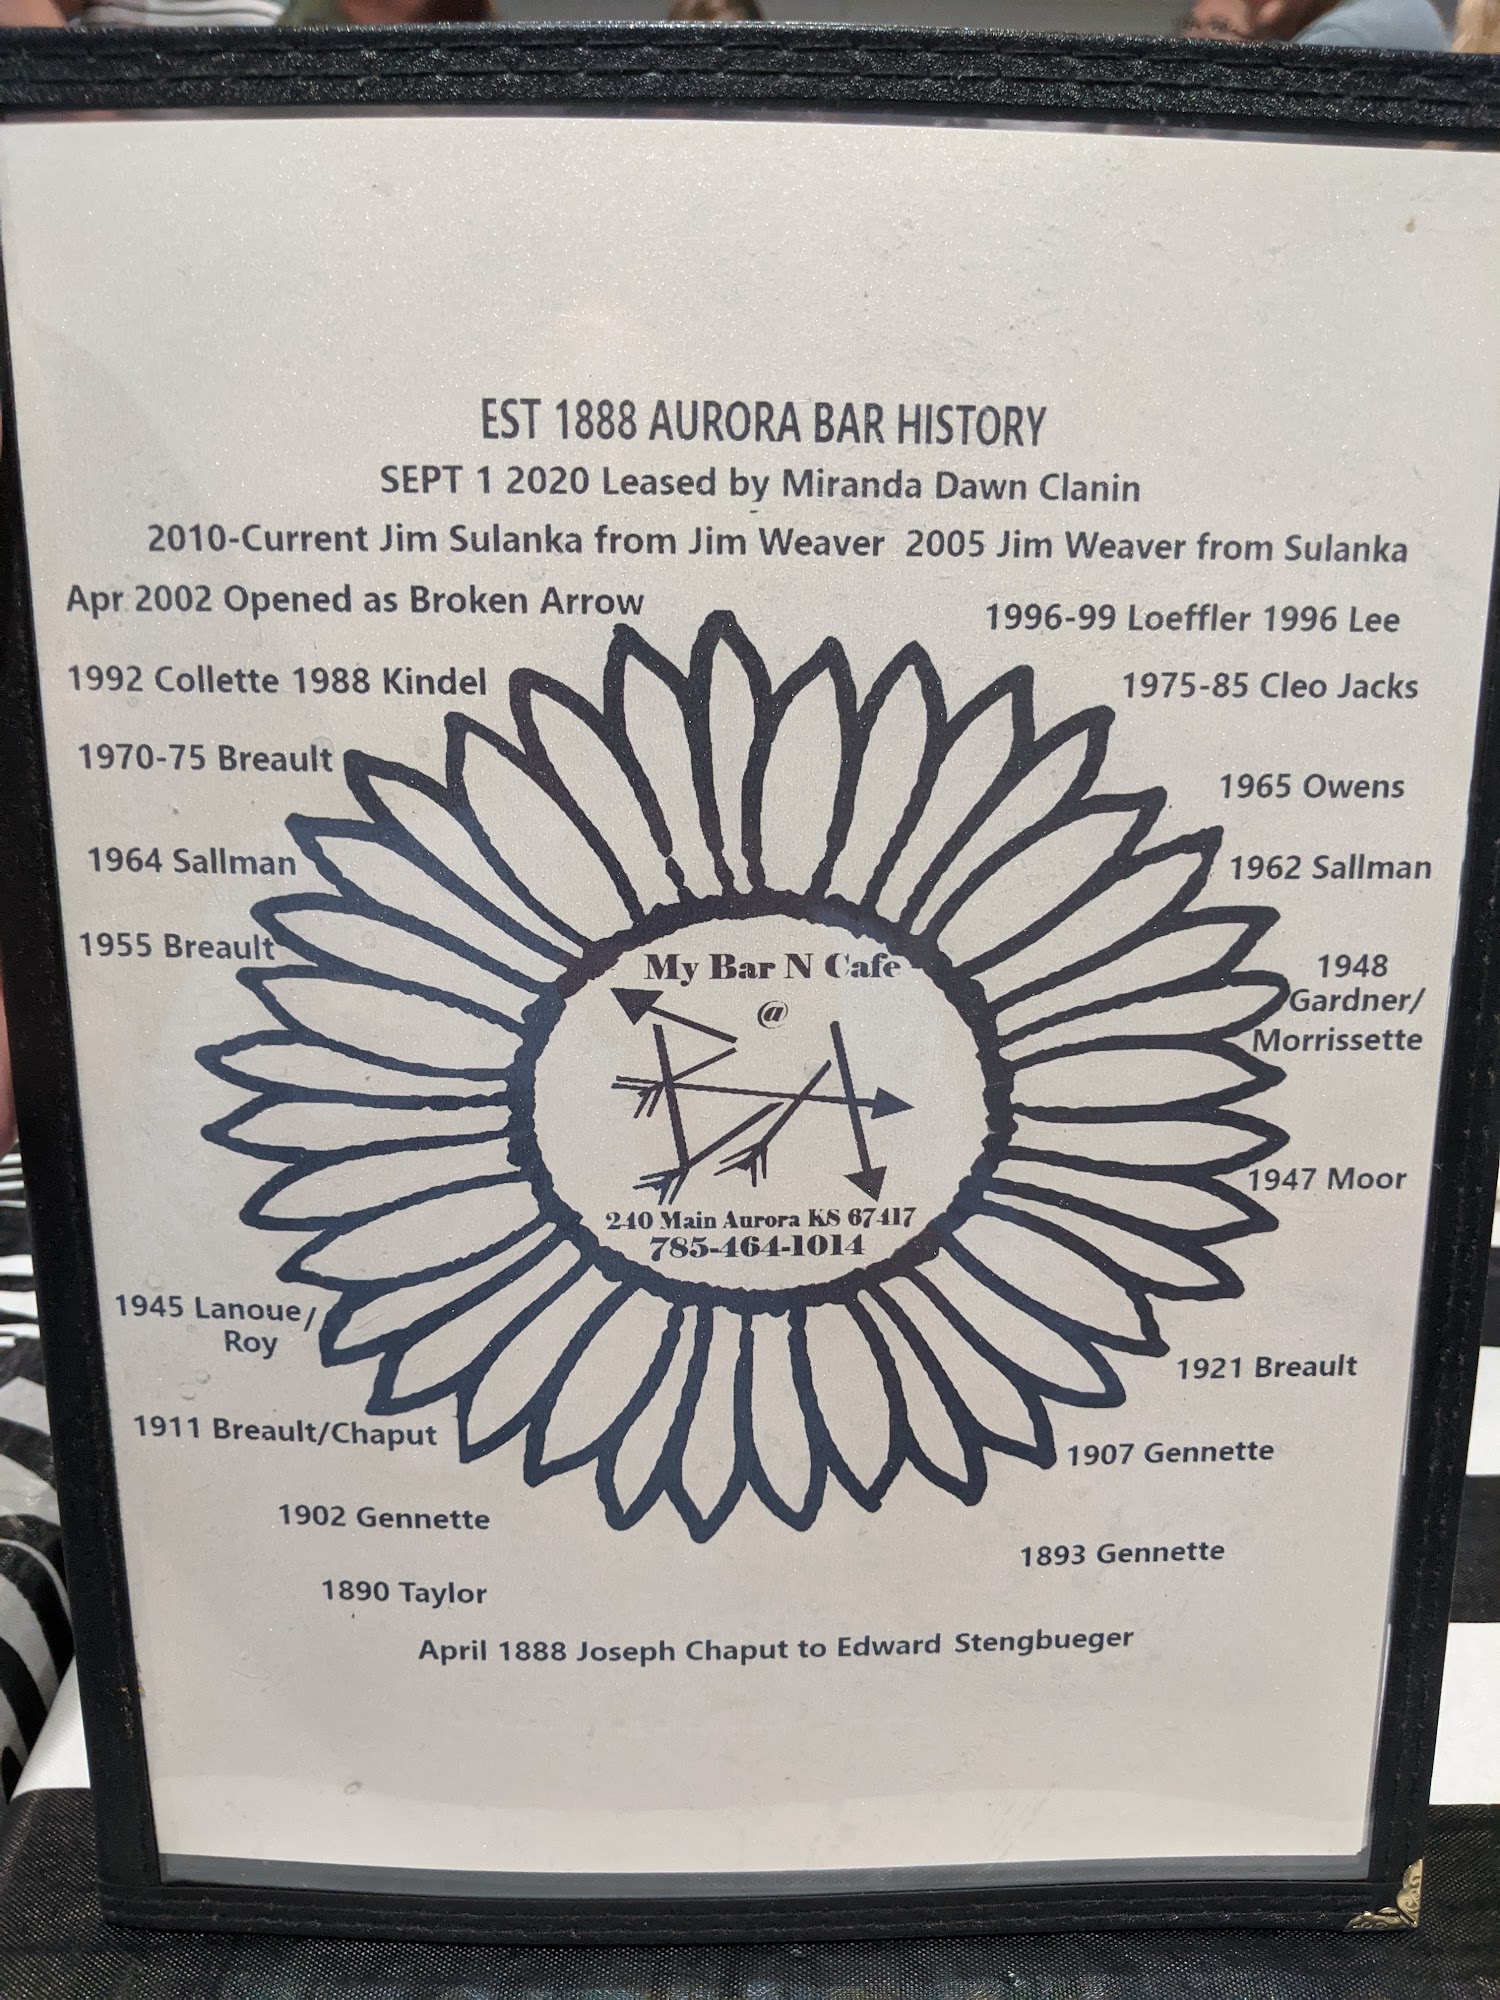 EST 1888 AURORA BAR HISTORY
SEPT 1 2020 Leased by Miranda Dawn Clanin
2010-Current Jim Sulanka from Jim Weaver 2005 Jim Weaver from Sulanka
Apr 2002 Opened as Broken Arrow
1996-99 Loeffler 1996 Lee
1992 Collette 1988 Kindel
1975-85 Cleo Jacks
1970-75 Breault
1965 Owens
1964 Sallman
1962 Sallman
1955 Breault
1948
Gardner/
Morrissette
My Bar N Cafe
@
240 Main Aurora KS 67417
785-464-1014
1947 Moor
1945 Lanoue/
Roy
1921 Breault
1911 Breault/Chaput
1907 Gennette
1902 Gennette
1893 Gennette
1890 Taylor
April 1888 Joseph Chaput to Edward Stengbueger